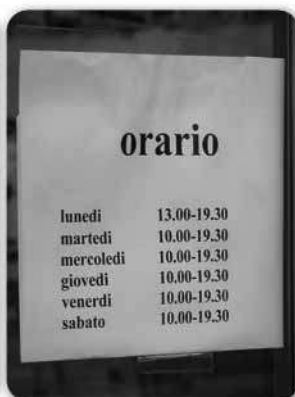 orario
lunedi 13.00-19.30
martedi 10.00-19.30
mercoledi 10.00-19.30
giovedi 10.00-19.30
venerdi 10.00-19.30
sabato 10.00-19.30